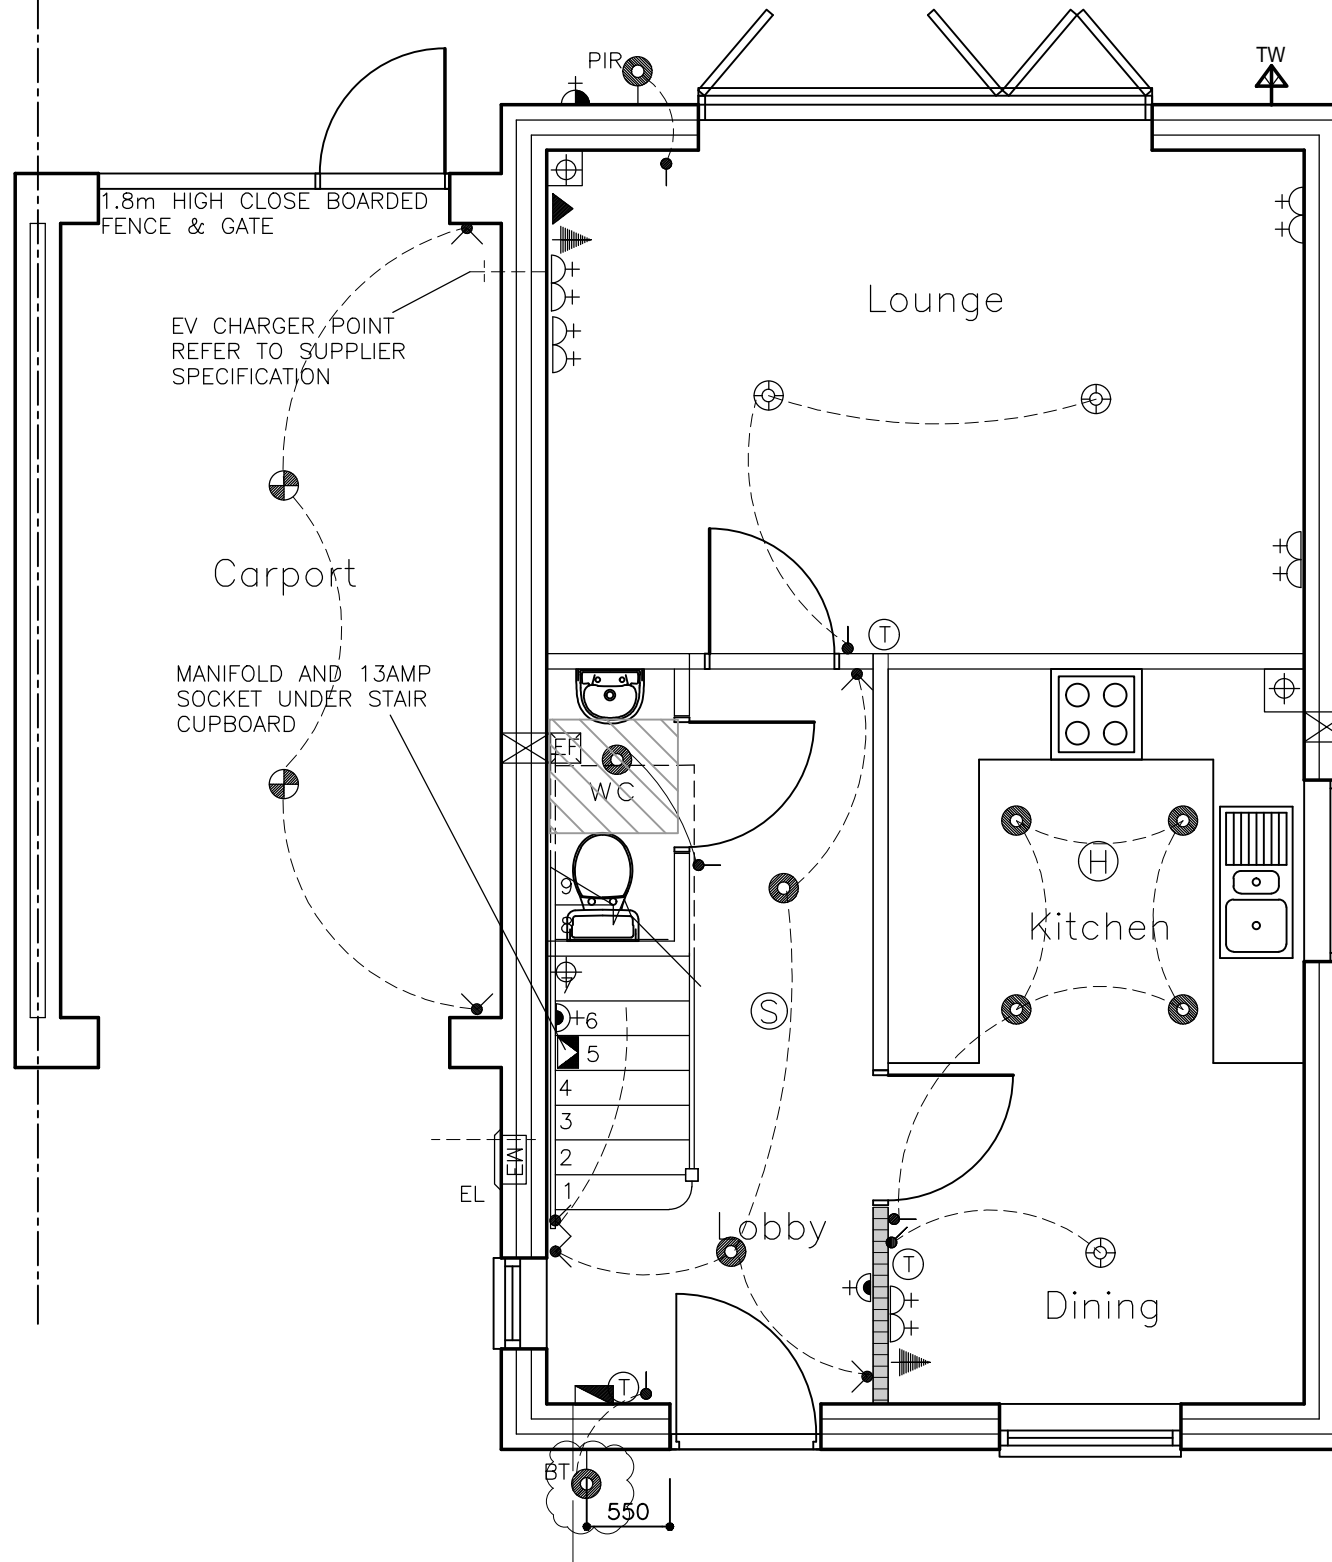 PIR
TW
1.8m HIGH CLOSE BOARDED
FENCE & GATE
Lounge
EV CHARGER POINT
REFER TO SUPPLIER
SPECIFICATION
Carport
T
MANIFOLD AND 13AMP
SOCKET UNDER STAIR
CUPBOARD
EF
WC
H
9
8
Kitchen
7
S
6
5
4
3
2
1
EM
EL
Lobby
T
Dining
T
BT
550